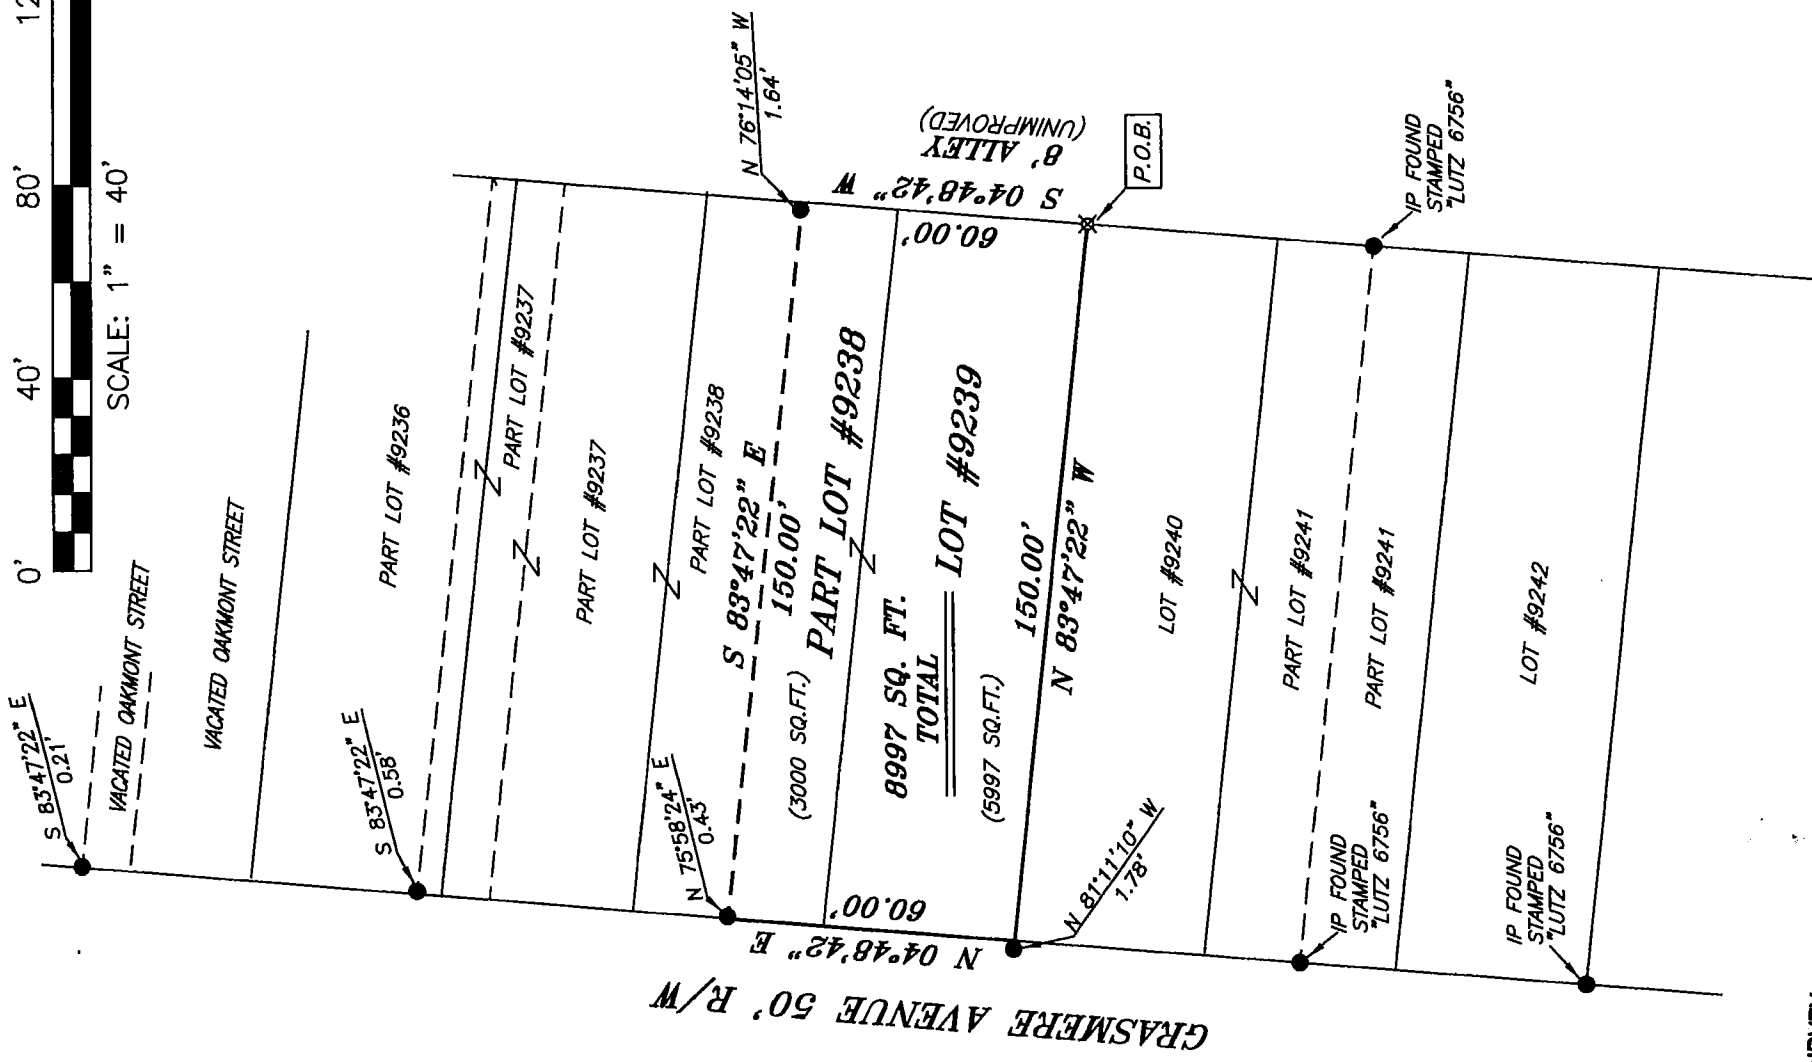 0'
40'
80'
12
SCALE: 1" = 40'
S 83°47'22" E
0.21'
VACATED OAKMONT STREET
VACATED OAKMONT STREET
S 83°47'22" E
0.58'
PART LOT #9236
PART LOT #9237
PART LOT #9237
PART LOT #9238
N 75°58'24" E
0.43'
N 76°14'05" W
1.64'
S 83°47'22" E
150.00'
PART LOT #9238
(3000 SQ.FT.)
8997 SQ. FT.
TOTAL
LOT #9239
(5997 SQ.FT.)
150.00'
N 83°47'22" W
60.00'
S 04°48'42" W
8' ALLEY
(UNIMPROVED)
P.O.B.
60.00'
N 04°48'42" E
N 81°11'10" W
1.78'
GRASMERE AVENUE 50' R/W
LOT #9240
PART LOT #9241
PART LOT #9241
LOT #9242
IP FOUND
STAMPED
"LUTZ 6756"
IP FOUND
STAMPED
"LUTZ 6756"
IP FOUND
STAMPED
"LUTZ 6756"